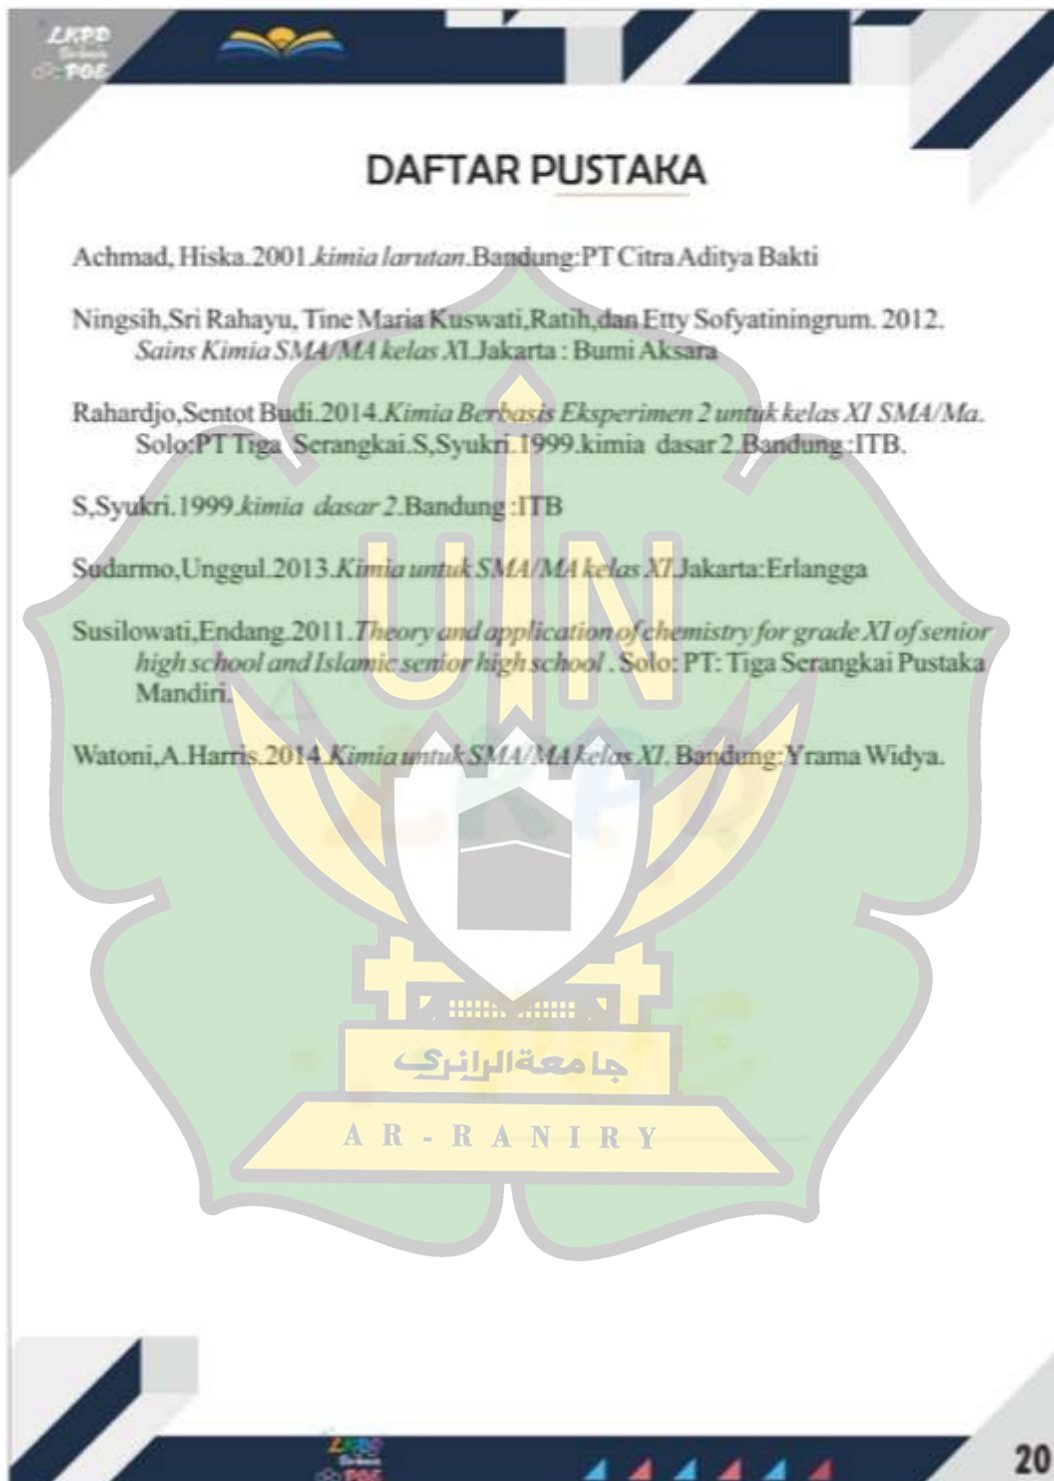 LKPD
Berbasis
POE
DAFTAR PUSTAKA
Achmad, Hiska.2001.kimia larutan.Bandung:PT Citra Aditya Bakti
Ningsih,Sri Rahayu, Tine Maria Kuswati,Ratih,dan Etty Sofyatiningrum. 2012.
Sains Kimia SMA/MA kelas XI.Jakarta : Bumi Aksara
Rahardjo,Sentot Budi.2014.Kimia Berbasis Eksperimen 2 untuk kelas XI SMA/Ma.
Solo:PT Tiga Serangkai.S,Syukri.1999.kimia dasar 2.Bandung :ITB.
S,Syukri.1999.kimia dasar 2.Bandung :ITB
Sudarmo,Unggul.2013.Kimia untuk SMA/MA kelas XI.Jakarta:Erlangga
Susilowati,Endang.2011.Theory and application of chemistry for grade XI of senior
high school and Islamic senior high school . Solo: PT: Tiga Serangkai Pustaka
Mandiri.
Watoni,A.Harris.2014.Kimia untuk SMA/MA kelas XI. Bandung:Yrama Widya.
UIN
LKPD
جامعة الرانري
AR-RANIRY
LKPD
Berbasis
POE
20